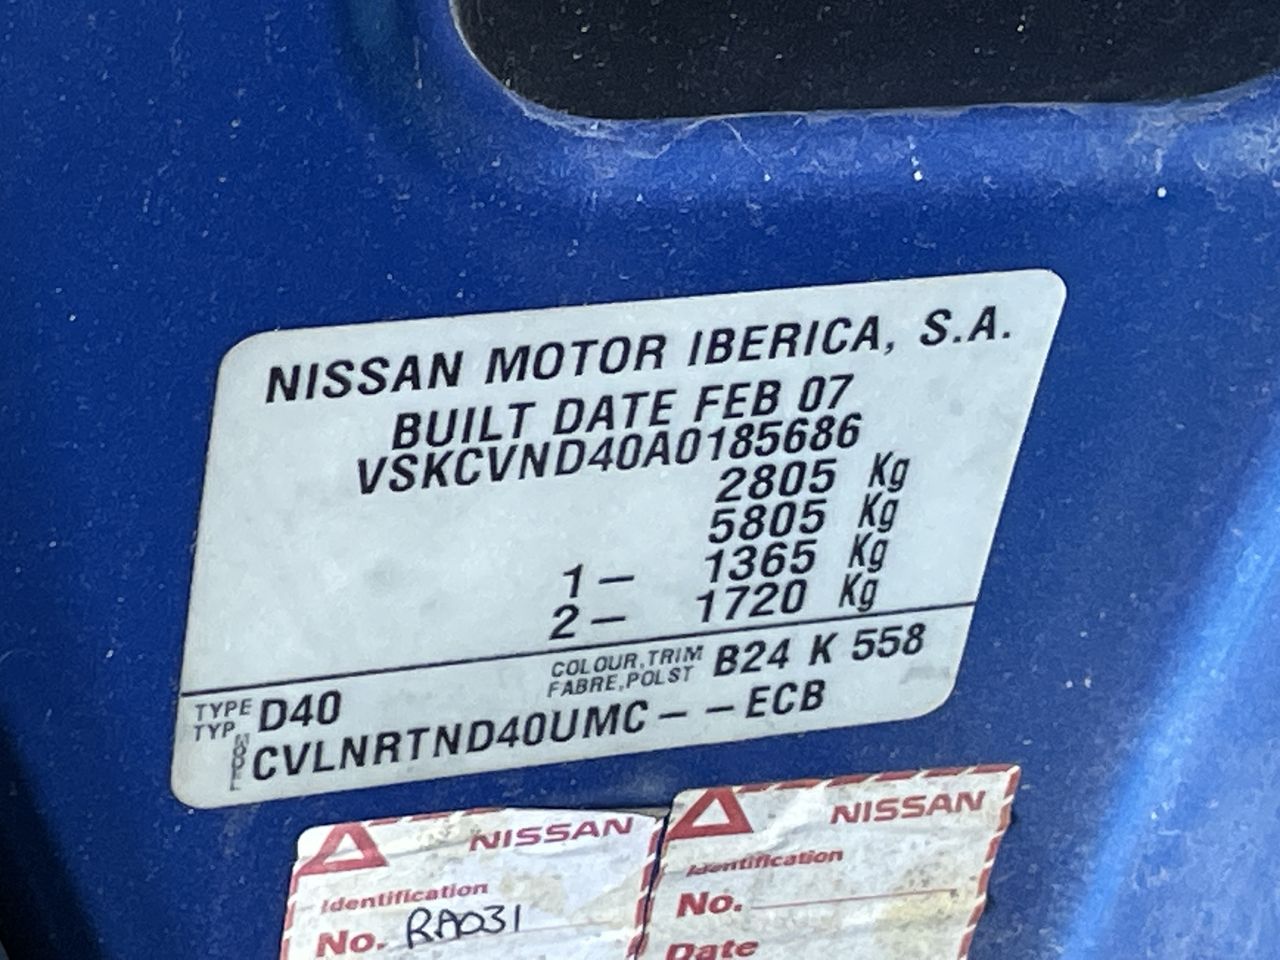 NISSAN MOTOR IBERICA, S.A.
BUILT DATE FEB 07
VSKCVND40A0185686
2805 Kg
5805 Kg
1 – 1365 Kg
2 – 1720 Kg
TYPE
TYP
D40
COLOUR,TRIM
FABRE,POLST
B24 K 558
CVLNRTND40UMC – – ECB
NISSAN
Identification
No. RA031
NISSAN
Identification
No.
Date